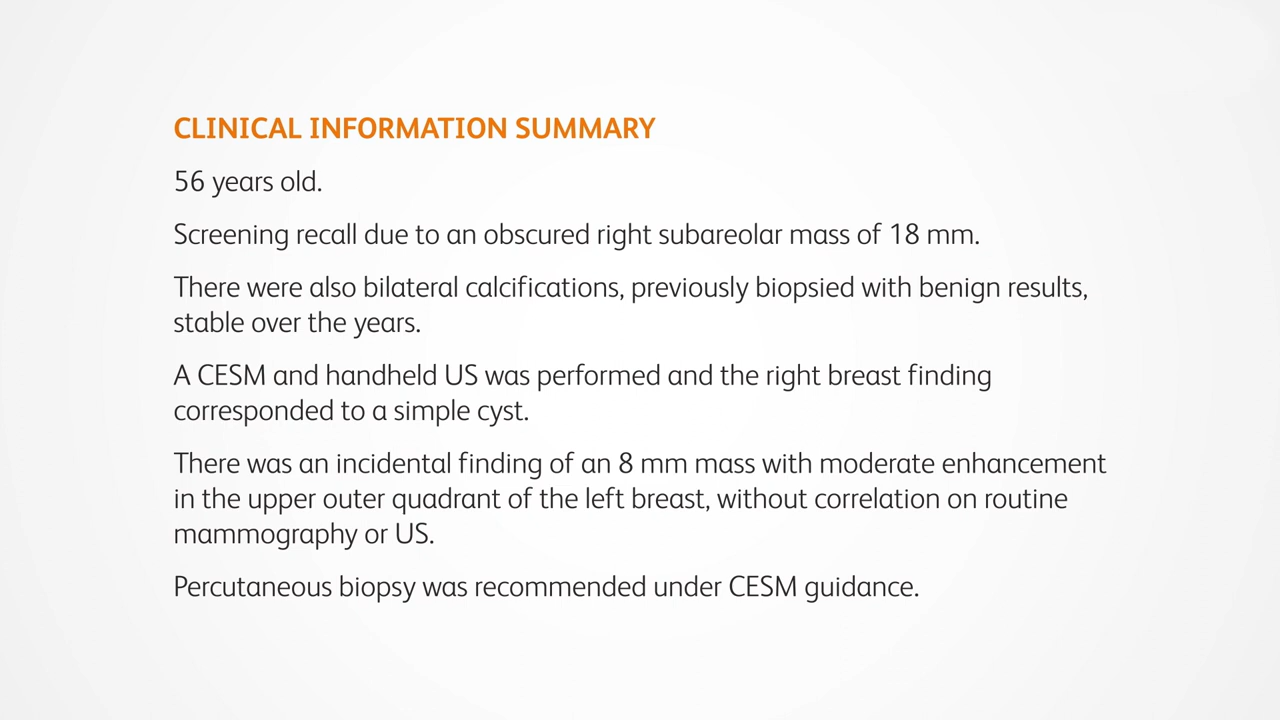 CLINICAL INFORMATION SUMMARY
56 years old.
Screening recall due to an obscured right subareolar mass of 18 mm.
There were also bilateral calcifications, previously biopsied with benign results,
stable over the years.
A CESM and handheld US was performed and the right breast finding
corresponded to a simple cyst.
There was an incidental finding of an 8 mm mass with moderate enhancement
in the upper outer quadrant of the left breast, without correlation on routine
mammography or US.
Percutaneous biopsy was recommended under CESM guidance.